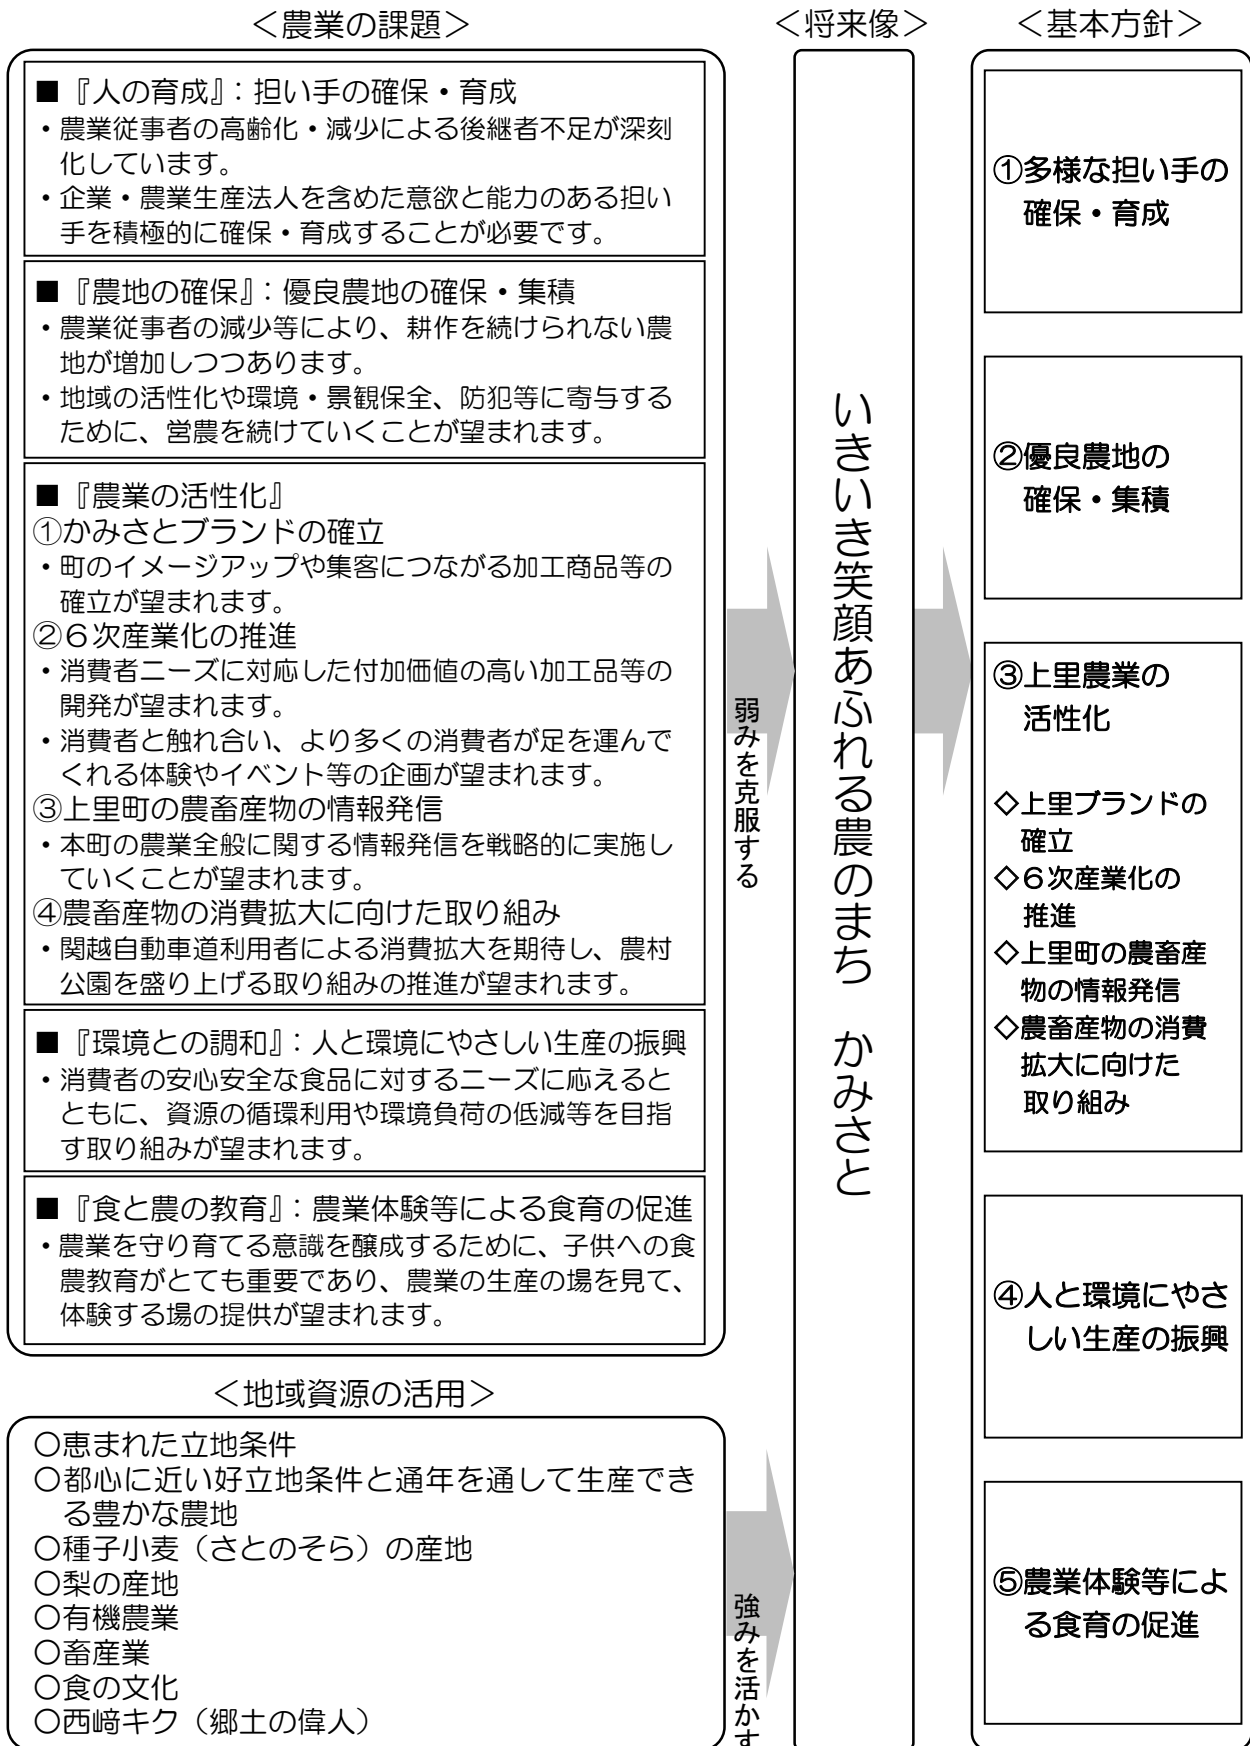 ＜農業の課題＞
■『人の育成』：担い手の確保・育成
・農業従事者の高齢化・減少による後継者不足が深刻
化しています。
・企業・農業生産法人を含めた意欲と能力のある担い
手を積極的に確保・育成することが必要です。
■『農地の確保』：優良農地の確保・集積
・農業従事者の減少等により、耕作を続けられない農
地が増加しつつあります。
・地域の活性化や環境・景観保全、防犯等に寄与する
ために、営農を続けていくことが望まれます。
■『農業の活性化』
①かみさとブランドの確立
・町のイメージアップや集客につながる加工商品等の
確立が望まれます。
②６次産業化の推進
・消費者ニーズに対応した付加価値の高い加工品等の
開発が望まれます。
・消費者と触れ合い、より多くの消費者が足を運んで
くれる体験やイベント等の企画が望まれます。
③上里町の農畜産物の情報発信
・本町の農業全般に関する情報発信を戦略的に実施し
ていくことが望まれます。
④農畜産物の消費拡大に向けた取り組み
・関越自動車道利用者による消費拡大を期待し、農村
公園を盛り上げる取り組みの推進が望まれます。
■『環境との調和』：人と環境にやさしい生産の振興
・消費者の安心安全な食品に対するニーズに応えると
ともに、資源の循環利用や環境負荷の低減等を目指
す取り組みが望まれます。
■『食と農の教育』：農業体験等による食育の促進
・農業を守り育てる意識を醸成するために、子供への食
農教育がとても重要であり、農業の生産の場を見て、
体験する場の提供が望まれます。
＜地域資源の活用＞
○恵まれた立地条件
○都心に近い好立地条件と通年を通して生産でき
る豊かな農地
○種子小麦（さとのそら）の産地
○梨の産地
○有機農業
○畜産業
○食の文化
○西﨑キク（郷土の偉人）
弱みを克服する
強みを活かす
＜将来像＞
いきいき笑顔あふれる農のまち　かみさと
＜基本方針＞
①多様な担い手の
確保・育成
②優良農地の
確保・集積
③上里農業の
活性化
◇上里ブランドの
確立
◇６次産業化の
推進
◇上里町の農畜産
物の情報発信
◇農畜産物の消費
拡大に向けた
取り組み
④人と環境にやさ
しい生産の振興
⑤農業体験等によ
る食育の促進